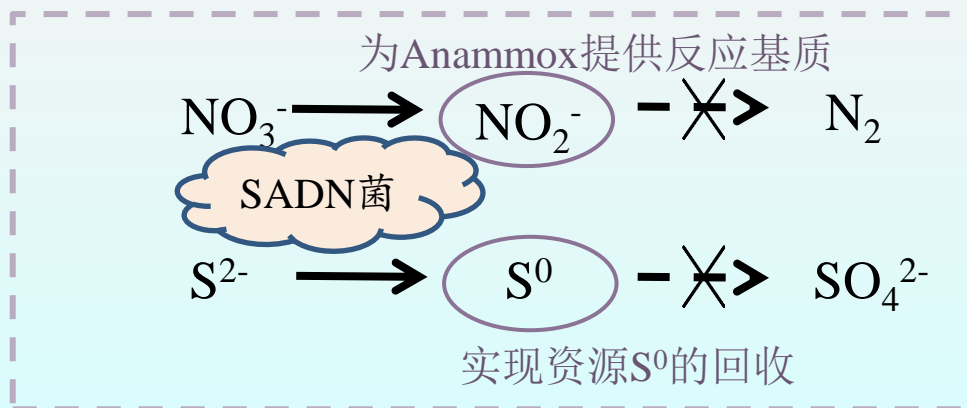 为Anammox提供反应基质
NO₃⁻ NO₂⁻ N₂
SADN菌
S²⁻ S⁰ SO₄²⁻
实现资源S⁰的回收